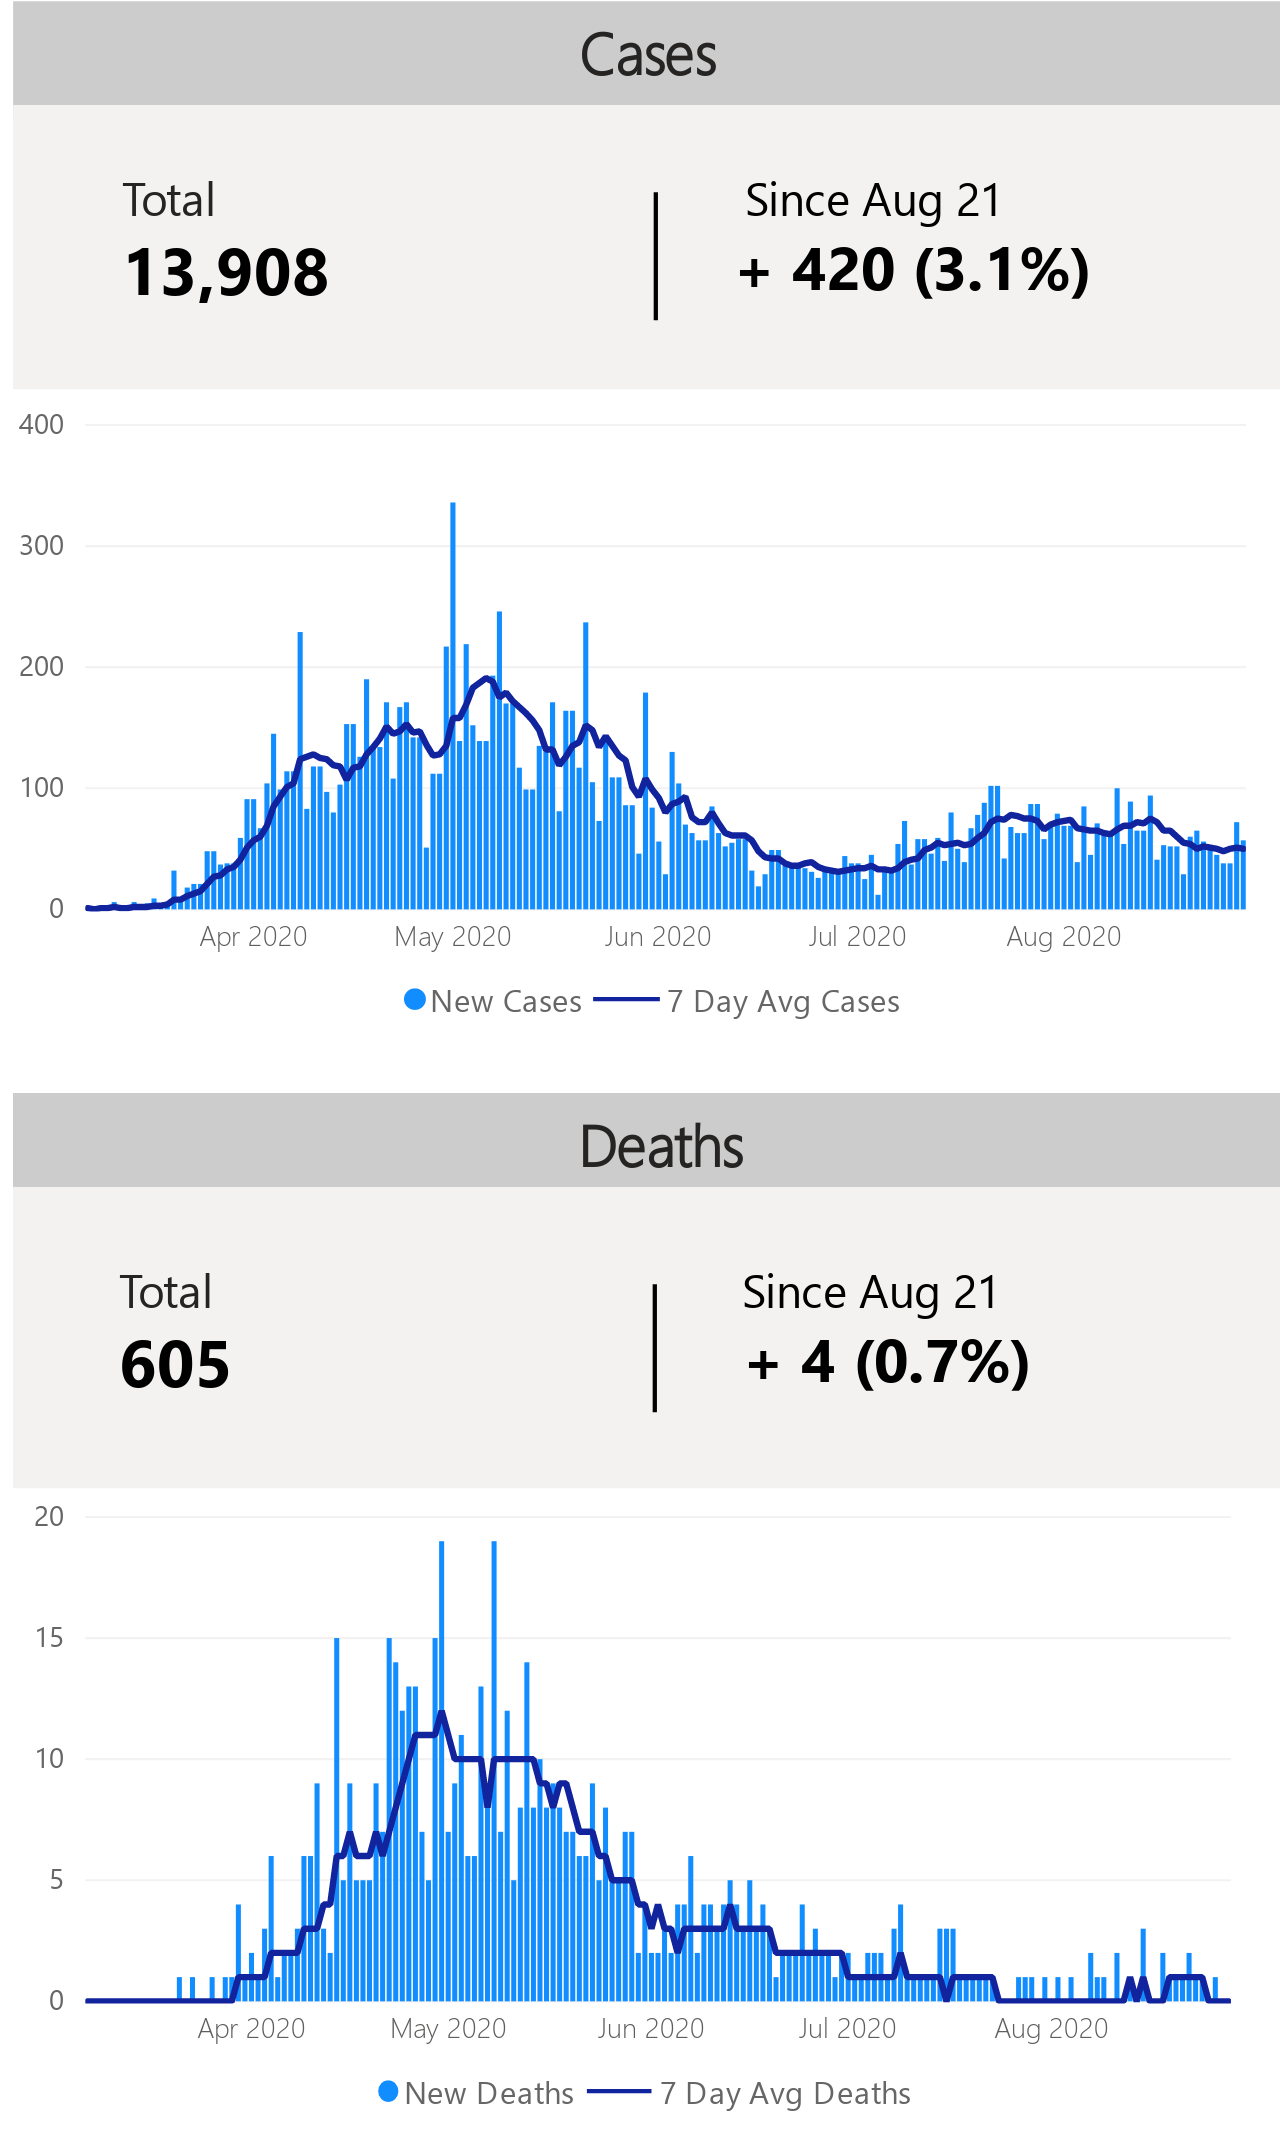 Cases
Total
Since Aug 21
13,908
+ 420 (3.1%)
400
300
200
100
0
Apr 2020
May 2020
Jun 2020
Jul 2020
Aug 2020
New Cases
7 Day Avg Cases
Deaths
Total
Since Aug 21
605
+ 4 (0.7%)
20
15
10
5
0
Apr 2020
May 2020
Jun 2020
Jul 2020
Aug 2020
New Deaths
7 Day Avg Deaths